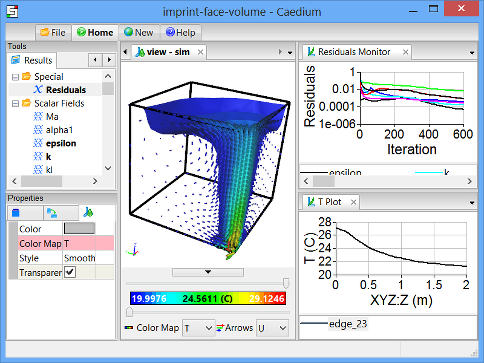 imprint-face-volume - Caedium
File
Home
New
Help
Tools
Results
Special
Residuals
Scalar Fields
Ma
alpha1
epsilon
k
kl
Properties
Color
Color Map T
Style Smooth
Transparer
view - sim
19.9976 24.5611 (C) 29.1246
Color Map T Arrows U
Residuals Monitor
Residuals
1
0.01
0.0001
1e-006
0 200 400 600
Iteration
epsilon k
T Plot
T (C)
28
26
24
22
20
0 0.5 1 1.5 2
XYZ:Z (m)
edge_23